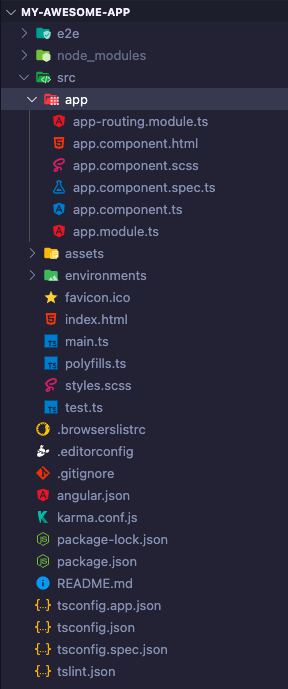 MY-AWESOME-APP
e2e
node_modules
src
app
app-routing.module.ts
app.component.html
app.component.scss
app.component.spec.ts
app.component.ts
app.module.ts
assets
environments
favicon.ico
index.html
TS main.ts
TS polyfills.ts
styles.scss
TS test.ts
.browserslistrc
.editorconfig
.gitignore
angular.json
karma.conf.js
package-lock.json
package.json
README.md
{..} tsconfig.app.json
{..} tsconfig.json
{..} tsconfig.spec.json
{..} tslint.json